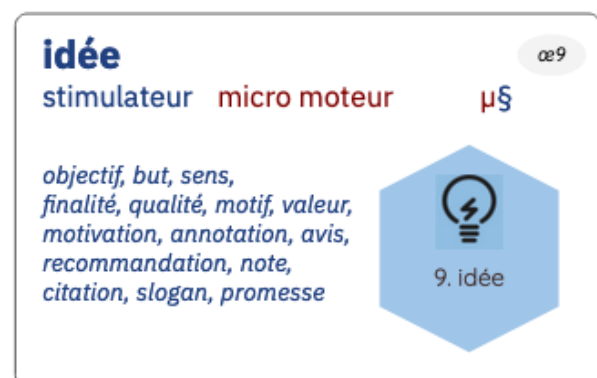 idée
œ9
stimulateur micro moteur µ§
objectif, but, sens,
finalité, qualité, motif, valeur,
motivation, annotation, avis,
recommandation, note,
citation, slogan, promesse
9. idée